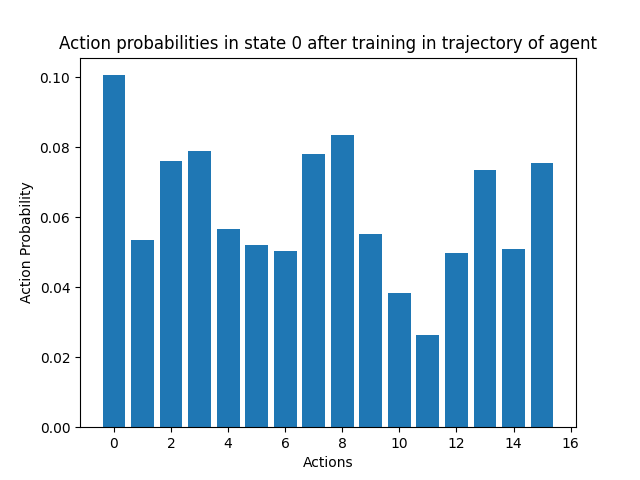 Action probabilities in state 0 after training in trajectory of agent
0.10
0.08
0.06
0.04
0.02
0.00
Action Probability
0 2 4 6 8 10 12 14 16
Actions